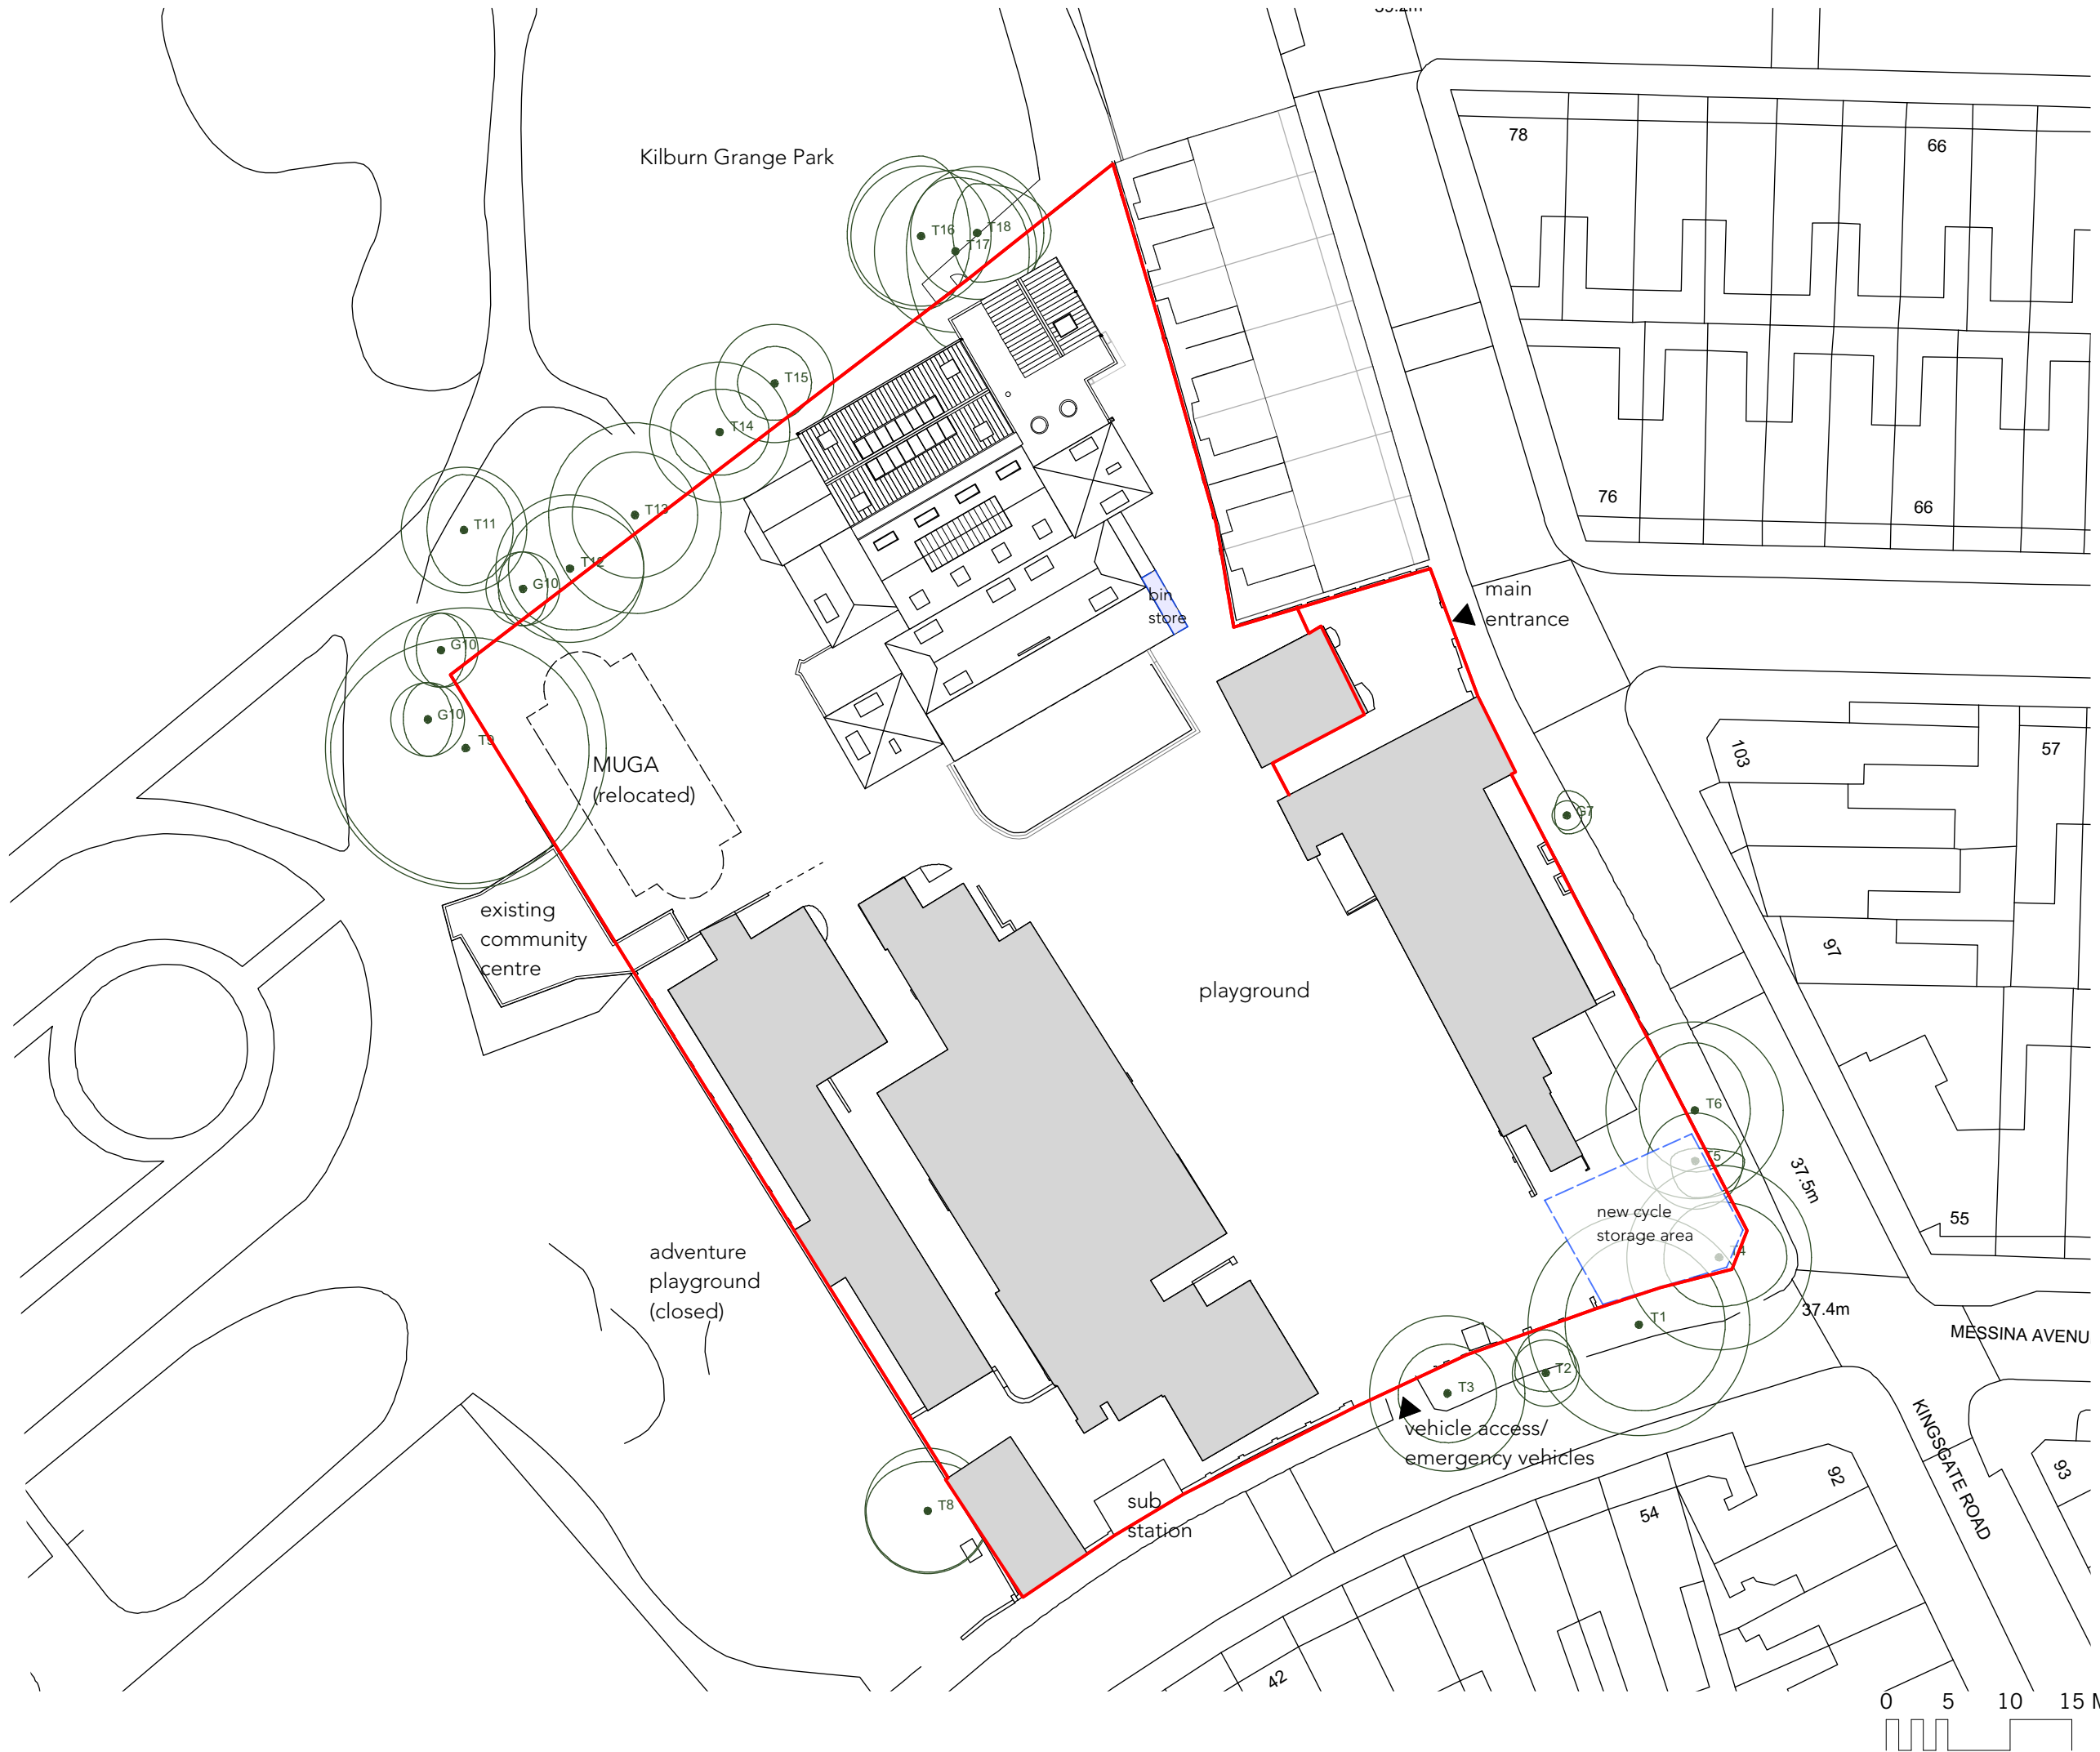 Kilburn Grange Park
78
66
T16
T18
T17
T15
T14
T13
T11
T12
G10
76
66
main
entrance
bin
store
G10
G10
T9
MUGA
(relocated)
103
57
G7
existing
community
centre
97
playground
T6
T5
37.5m
new cycle
storage area
55
T4
adventure
playground
(closed)
37.4m
T1
MESSINA AVENU
T2
T3
vehicle access/
emergency vehicles
KINGSGATE ROAD
92
93
T8
sub
station
54
42
0 5 10 15 M